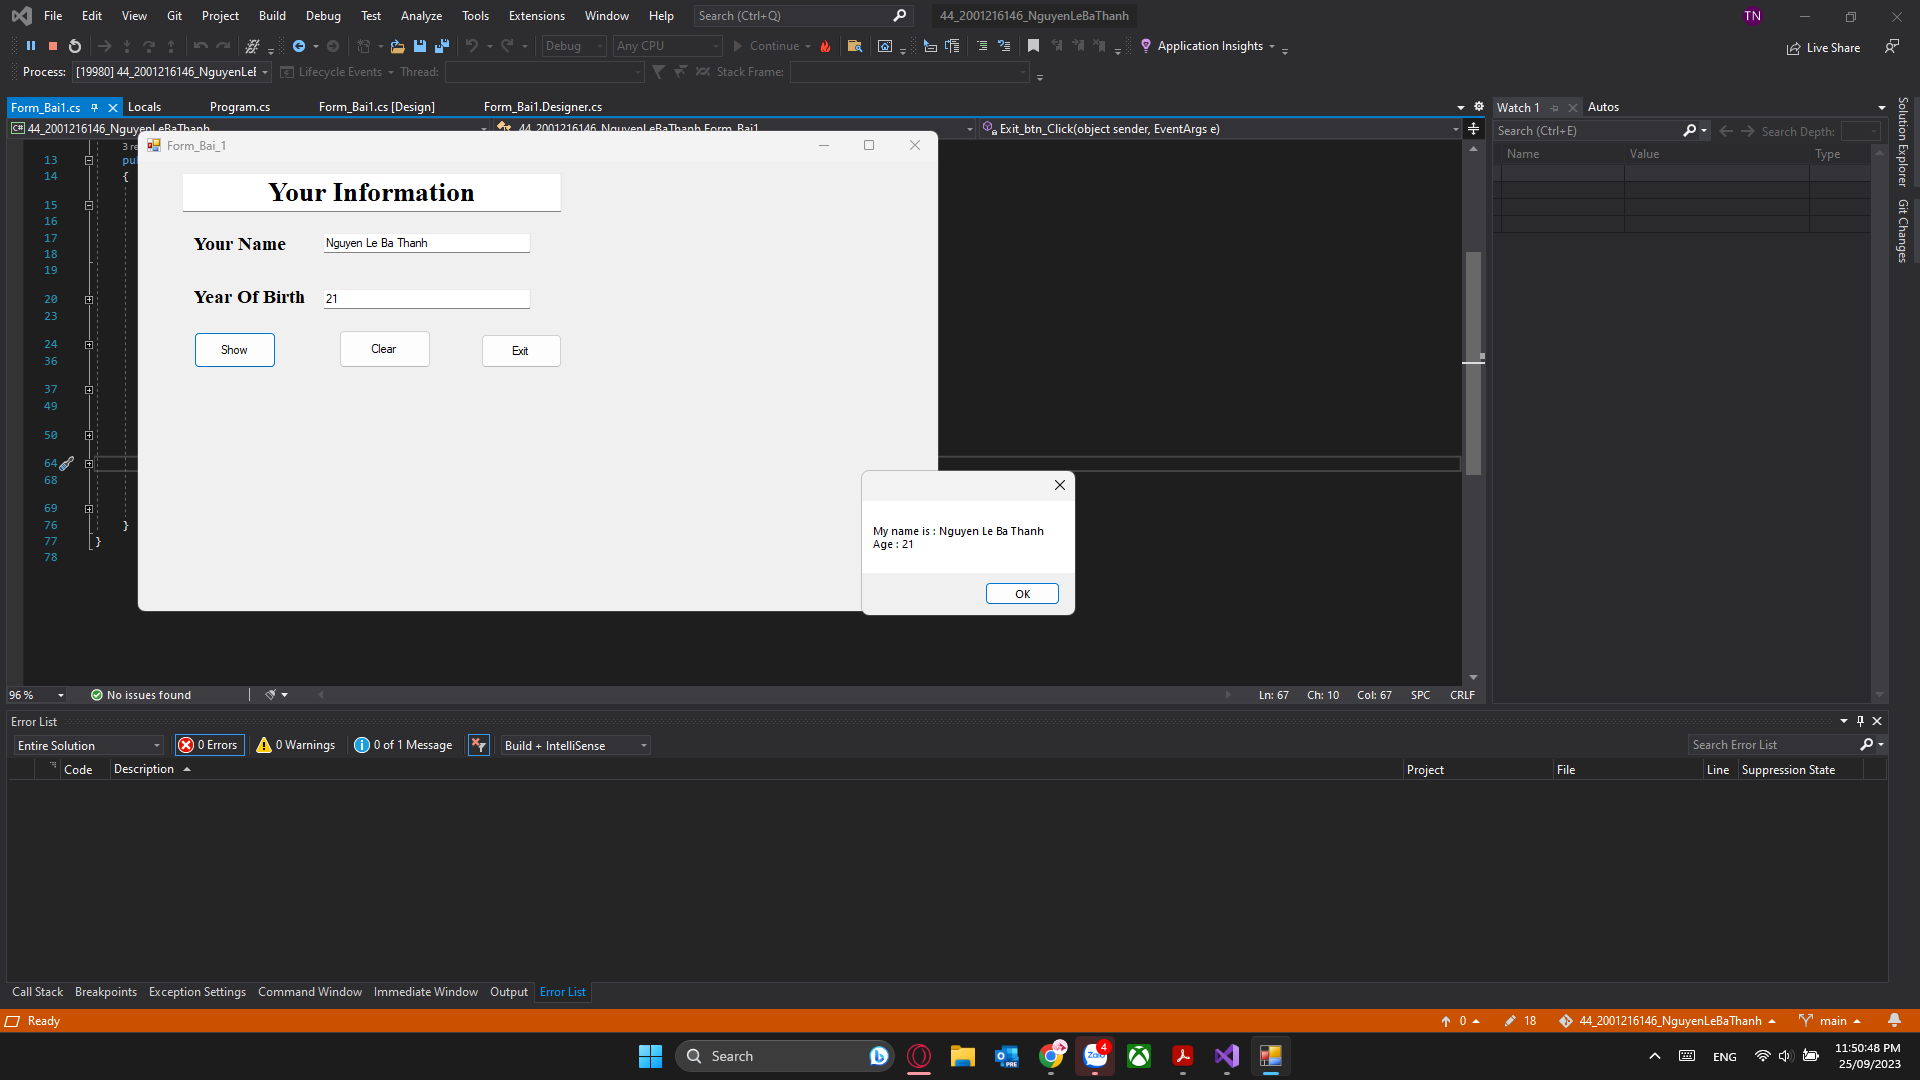 File Edit View Git Project Build Debug Test Analyze Tools Extensions Window Help Search (Ctrl+Q) 44_2001216146_NguyenLeBaThanh TN
Debug Any CPU Continue Application Insights Live Share
Process: [19980] 44_2001216146_NguyenLe Lifecycle Events Thread: Stack Frame:
Form_Bai1.cs Locals Program.cs Form_Bai1.cs [Design] Form_Bai1.Designer.cs
44_2001216146_NguyenLeBaThanh 44_2001216146_NguyenLeBaThanh.Form_Bai1 Exit_btn_Click(object sender, EventArgs e)
3 re
13 pu
14 {
15
16
17
18
19
20
23
24
36
37
49
50
64
68
69
76 }
77 }
78
Form_Bai_1
Your Information
Your Name Nguyen Le Ba Thanh
Year Of Birth 21
Show Clear Exit
My name is : Nguyen Le Ba Thanh
Age : 21
OK
Watch 1 Autos
Search (Ctrl+E) Search Depth:
Name Value Type
Solution Explorer
Git Changes
96 % No issues found Ln: 67 Ch: 10 Col: 67 SPC CRLF
Error List
Entire Solution 0 Errors 0 Warnings 0 of 1 Message Build + IntelliSense Search Error List
Code Description Project File Line Suppression State
Call Stack Breakpoints Exception Settings Command Window Immediate Window Output Error List
Ready 0 18 44_2001216146_NguyenLeBaThanh main
Search PRE Zalo 4 ENG 11:50:48 PM
25/09/2023